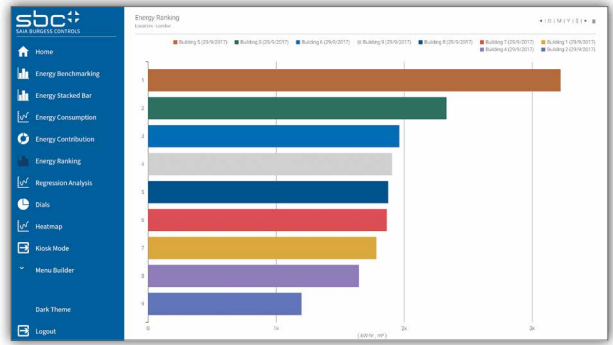 sbc
SAIA BURGESS CONTROLS
Home
Energy Benchmarking
Energy Stacked Bar
Energy Consumption
Energy Contribution
Energy Ranking
Regression Analysis
Dials
Heatmap
Kiosk Mode
Menu Builder
Dark Theme
Logout
Energy Ranking
Location: London
D | M | Y | $ |
Building 5 (29/9/2017) Building 3 (29/9/2017) Building 6 (29/9/2017) Building 9 (29/9/2017) Building 8 (29/9/2017) Building 7 (29/9/2017) Building 1 (29/9/2017)
Building 4 (29/9/2017) Building 2 (29/9/2017)
1
2
3
4
5
6
7
8
9
0 1k 2k 3k